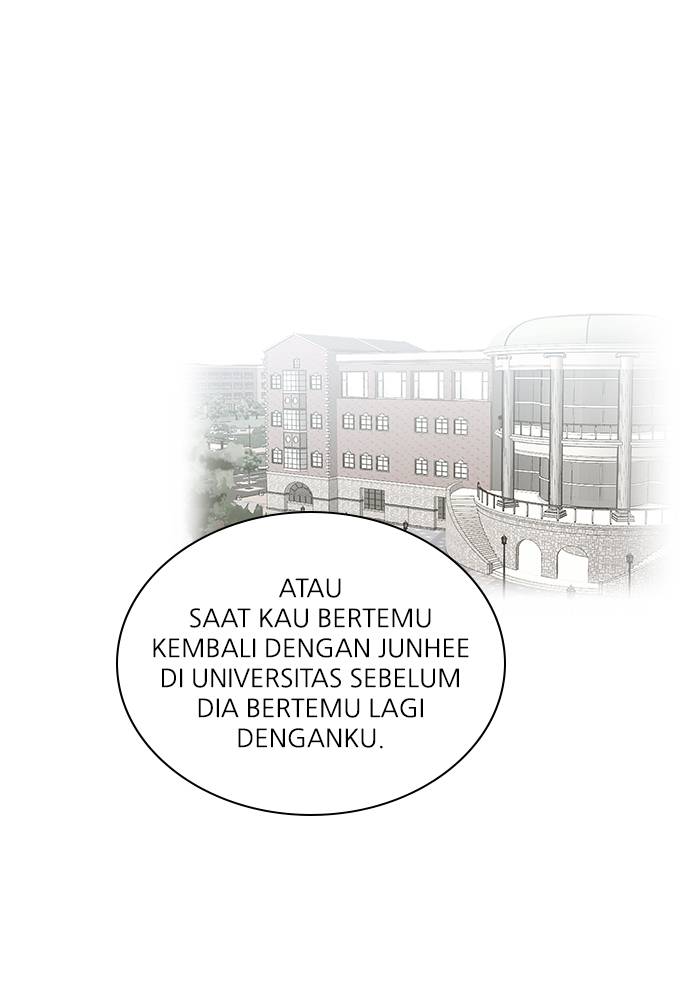 ATAU
SAAT KAU BERTEMU
KEMBALI DENGAN JUNHEE
DI UNIVERSITAS SEBELUM
DIA BERTEMU LAGI
DENGANKU.